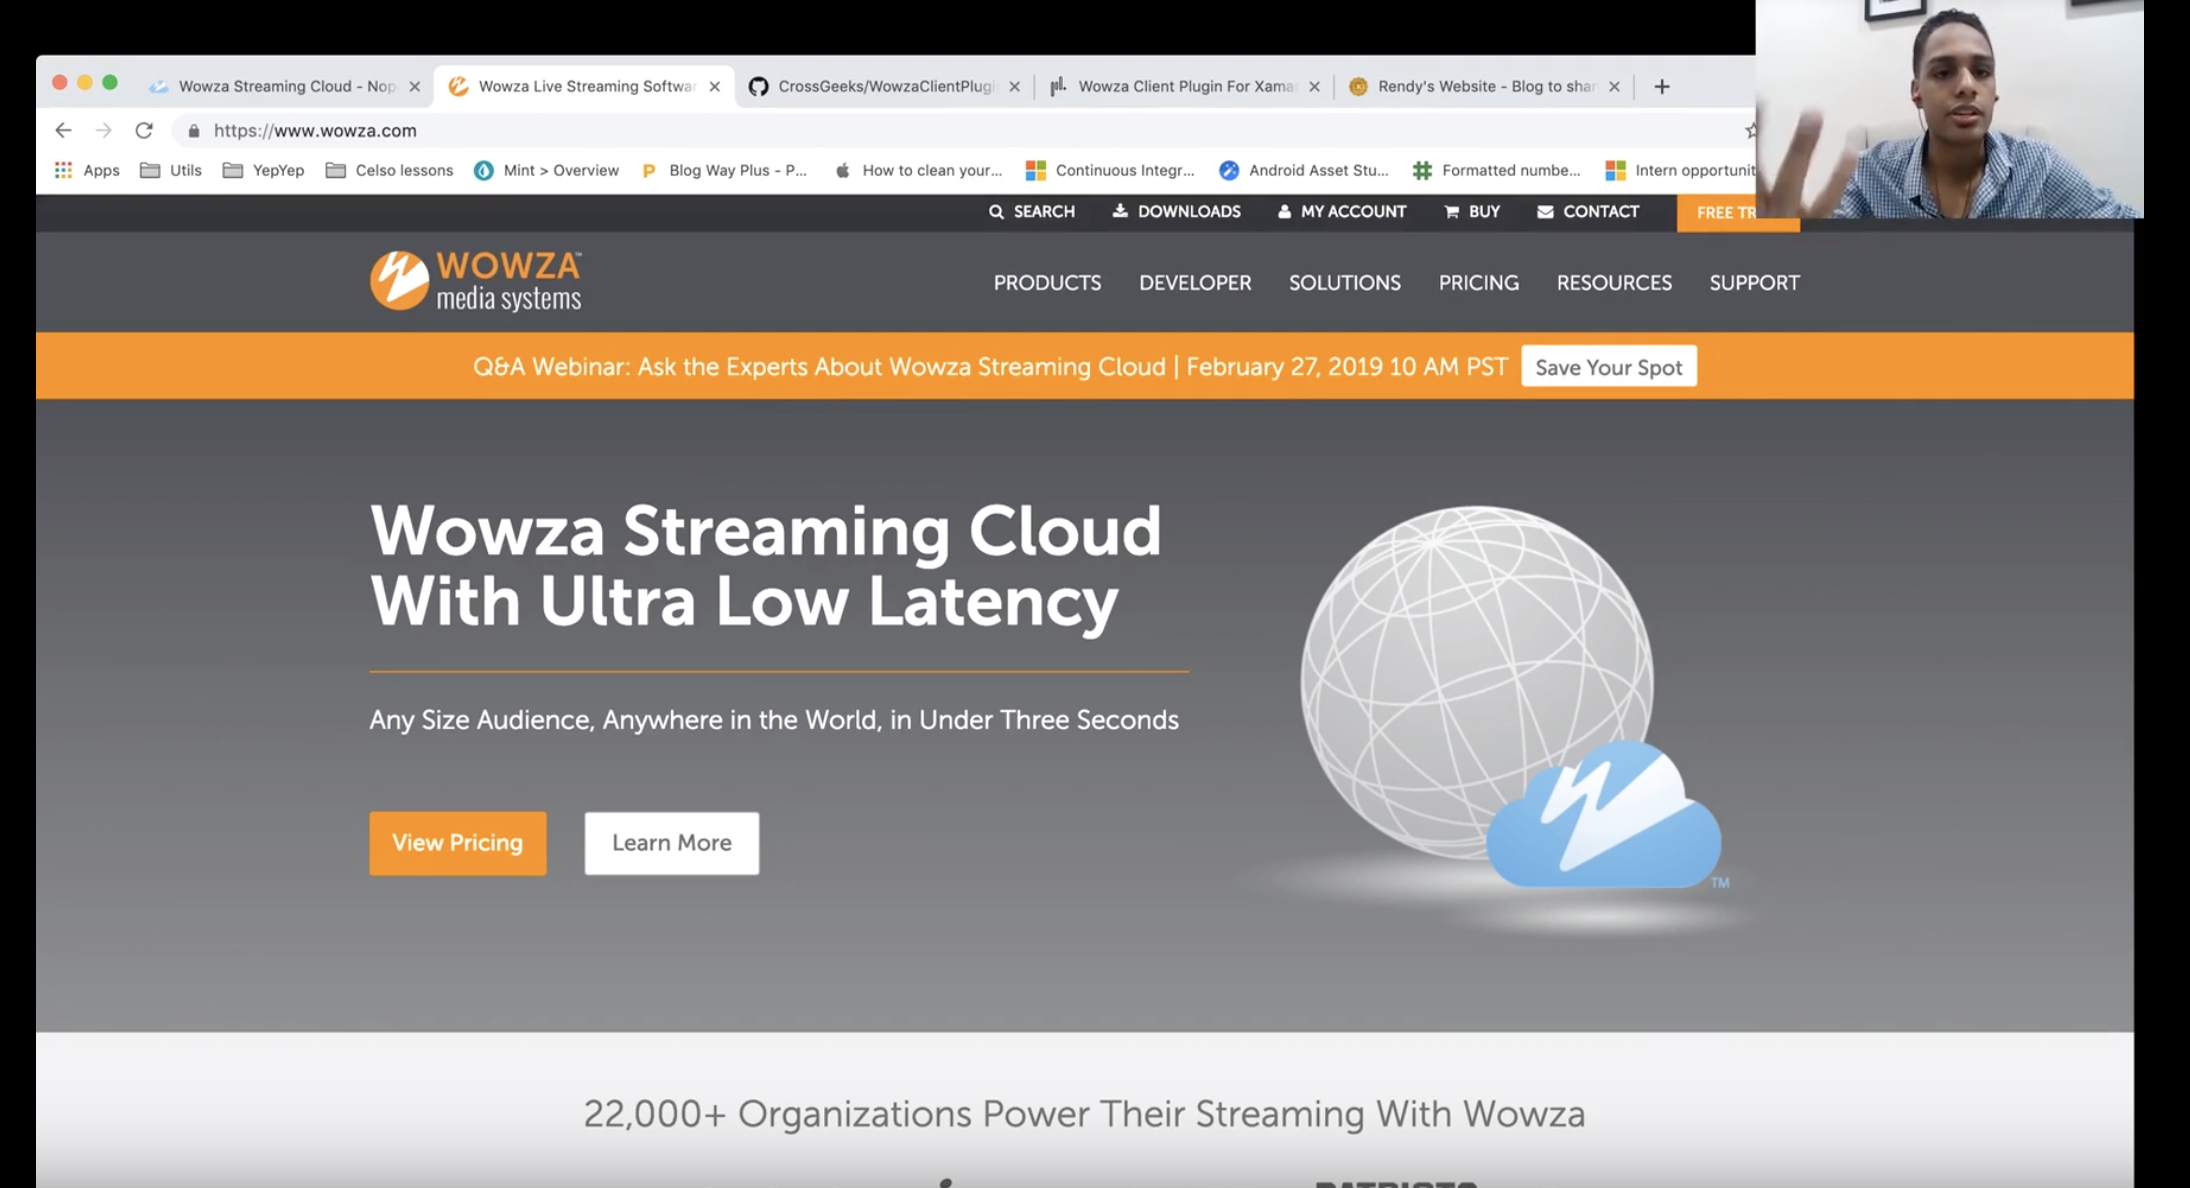 Wowza Streaming Cloud - Nop
Wowza Live Streaming Softwar
CrossGeeks/WowzaClientPlugi
Wowza Client Plugin For Xamar
Rendy's Website - Blog to shar
https://www.wowza.com
Apps
Utils
YepYep
Celso lessons
Mint > Overview
Blog Way Plus - P...
How to clean your...
Continuous Integr...
Android Asset Stu...
Formatted numbe...
Intern opportunit
SEARCH
DOWNLOADS
MY ACCOUNT
BUY
CONTACT
FREE TR
WOWZA™
media systems
PRODUCTS
DEVELOPER
SOLUTIONS
PRICING
RESOURCES
SUPPORT
Q&A Webinar: Ask the Experts About Wowza Streaming Cloud | February 27, 2019 10 AM PST
Save Your Spot
Wowza Streaming Cloud
With Ultra Low Latency
Any Size Audience, Anywhere in the World, in Under Three Seconds
View Pricing
Learn More
TM
22,000+ Organizations Power Their Streaming With Wowza
PATRIOTS